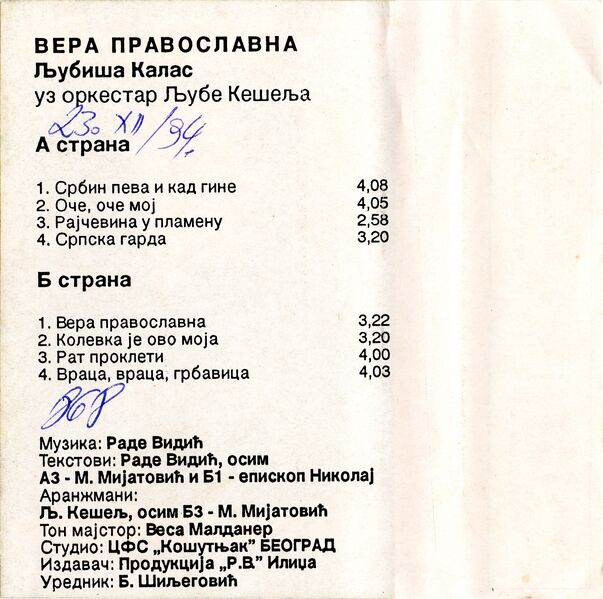 ВЕРА ПРАВОСЛАВНА
Љубиша Калас
уз оркестар Љубе Кешеља
23. XII/94.
А страна
1. Србин пева и кад гине 4,08
2. Оче, оче мој 4,05
3. Рајчевина у пламену 2,58
4. Српска гарда 3,20
Б страна
1. Вера православна 3,22
2. Колевка је ово моја 3,20
3. Рат проклети 4,00
4. Враца, враца, грбавица 4,03
Музика: Раде Видић
Текстови: Раде Видић, осим
А3 - М. Мијатовић и Б1 - епископ Николај
Аранжмани:
Љ. Кешељ, осим Б3 - М. Мијатовић
Тон мајстор: Веса Малданер
Студио: ЦФС „Кошутњак” БЕОГРАД
Издавач: Продукција „Р.В.” Илиџа
Уредник: Б. Шиљеговић